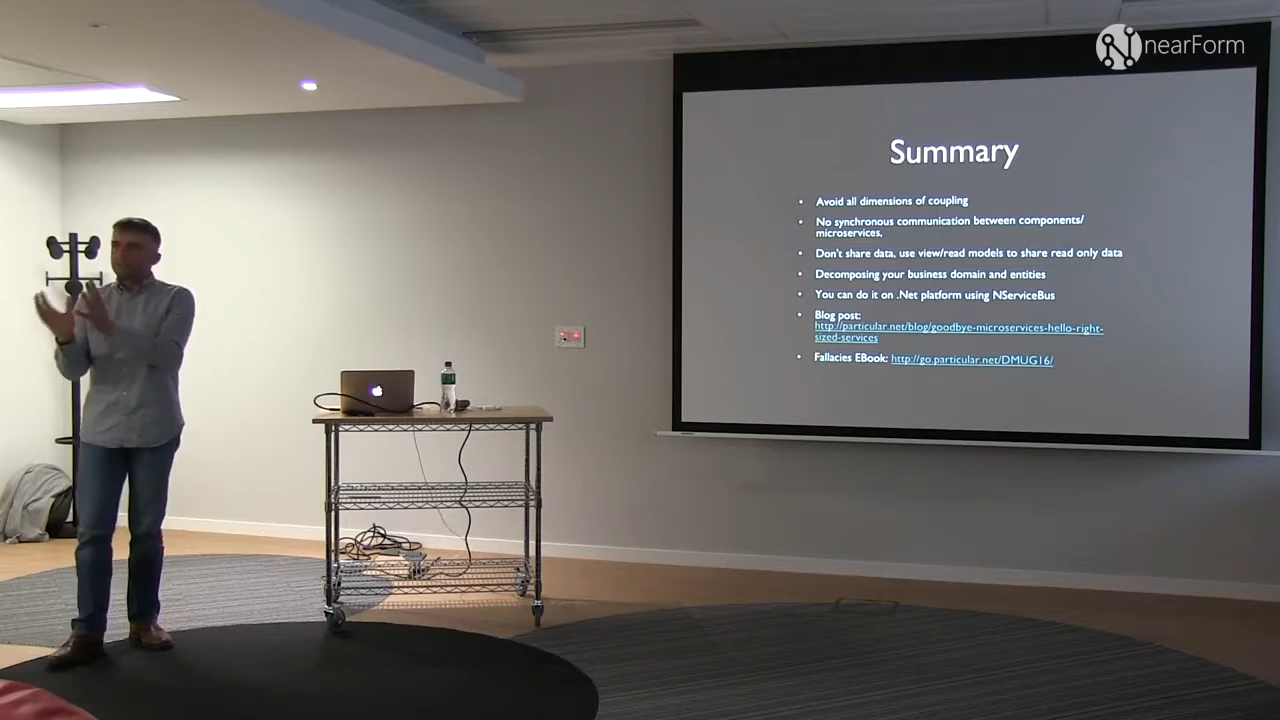 nearForm
Summary
• Avoid all dimensions of coupling
• No synchronous communication between components/
microservices,
• Don't share data, use view/read models to share read only data
• Decomposing your business domain and entities
• You can do it on .Net platform using NServiceBus
• Blog post:
http://particular.net/blog/goodbye-microservices-hello-right-
sized-services
• Fallacies EBook: http://go.particular.net/DMUG16/